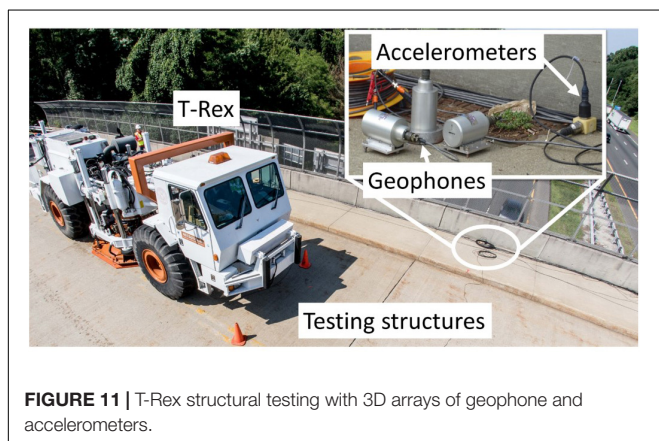 Accelerometers
T-Rex
Geophones
Testing structures
FIGURE 11 | T-Rex structural testing with 3D arrays of geophone and
accelerometers.